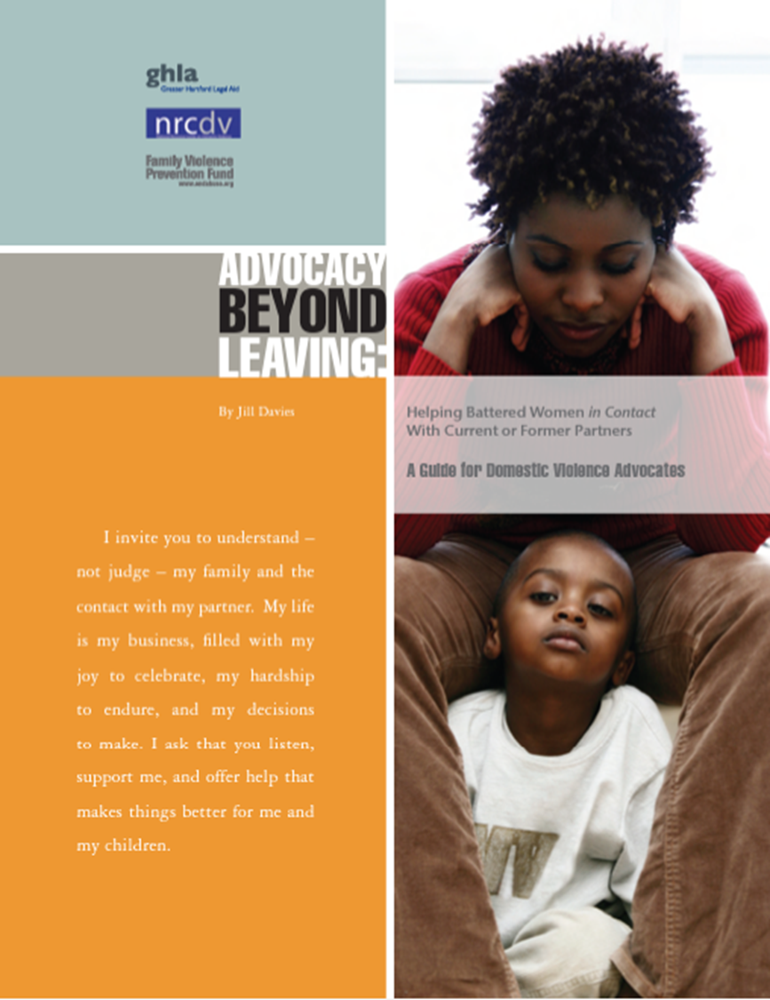 ghla
Greater Hartford Legal Aid
nrcdv
Family Violence
Prevention Fund
www.endabuse.org
ADVOCACY
BEYOND
LEAVING:
By Jill Davies
Helping Battered Women in Contact
With Current or Former Partners
A Guide for Domestic Violence Advocates
I invite you to understand –
not judge – my family and the
contact with my partner. My life
is my business, filled with my
joy to celebrate, my hardship
to endure, and my decisions
to make. I ask that you listen,
support me, and offer help that
makes things better for me and
my children.